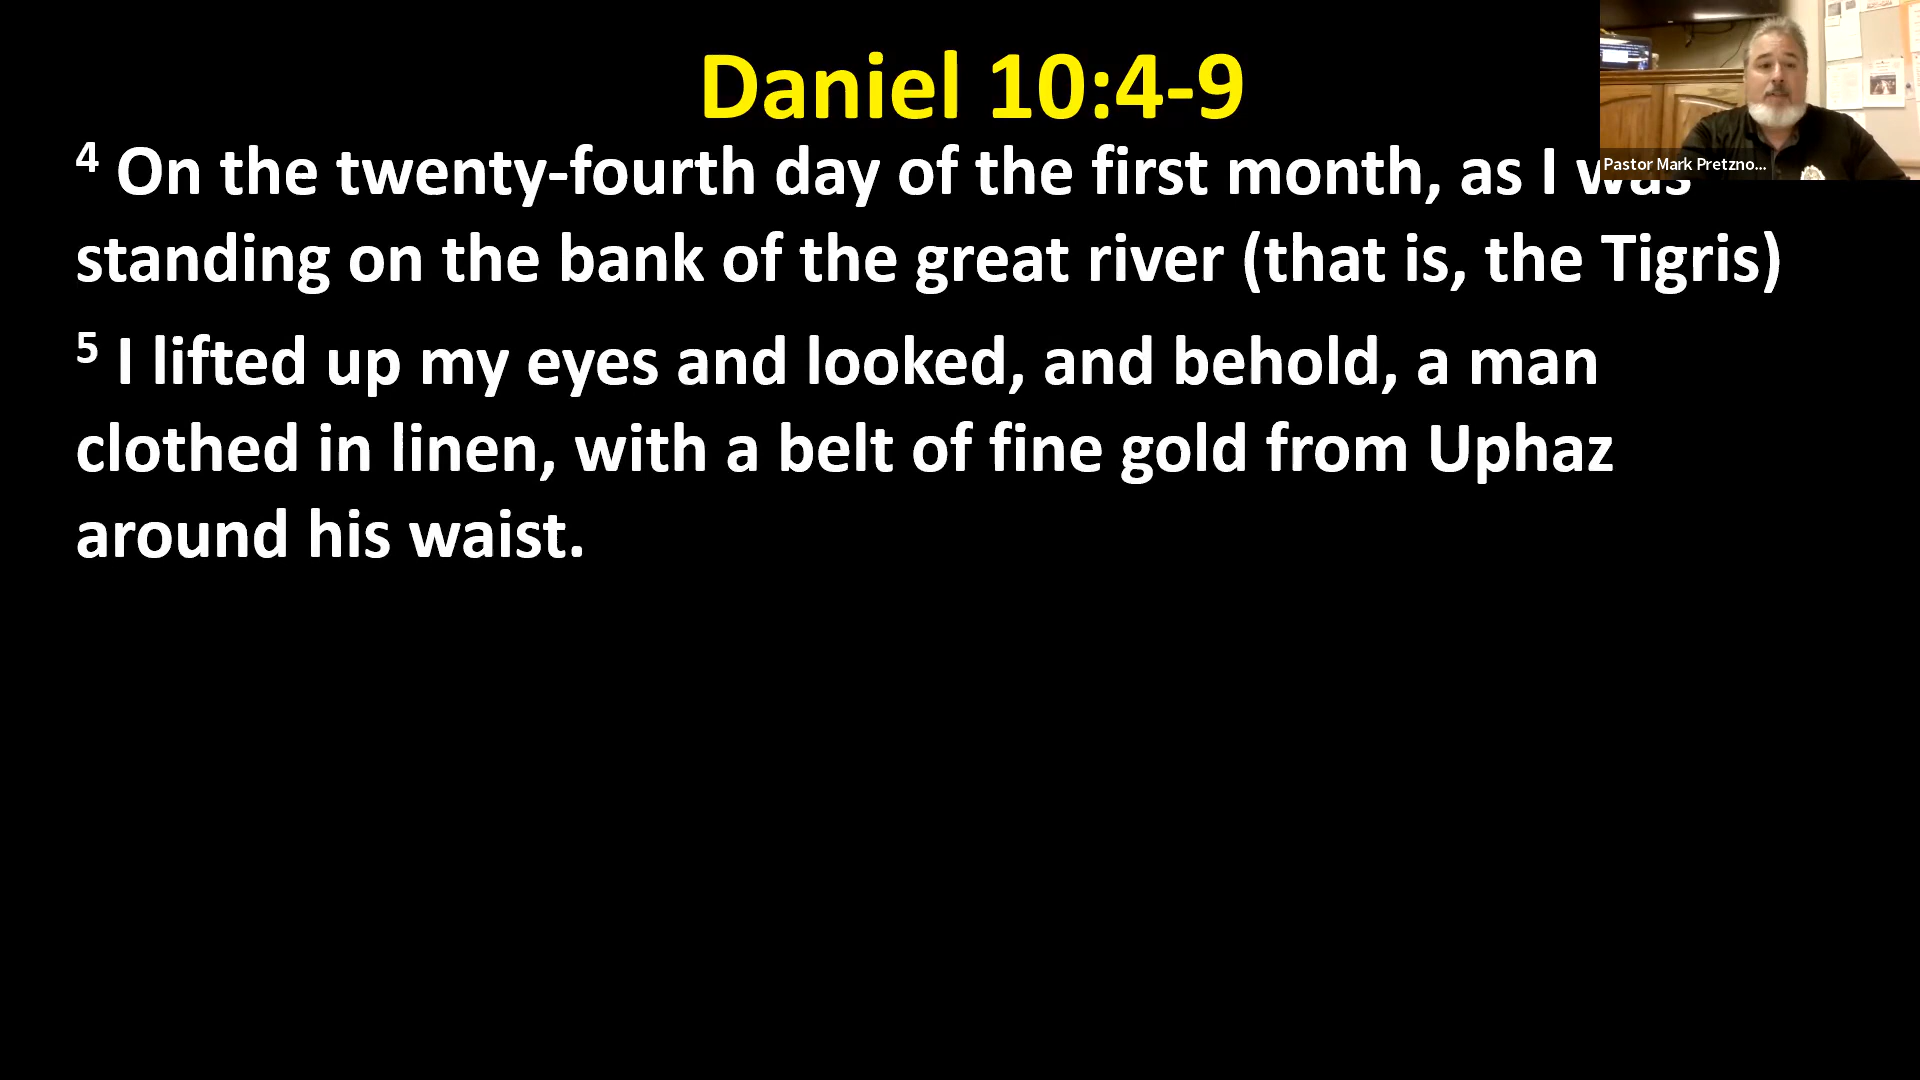 Daniel 10:4-9
4 On the twenty-fourth day of the first month, as I was
standing on the bank of the great river (that is, the Tigris)
5 I lifted up my eyes and looked, and behold, a man
clothed in linen, with a belt of fine gold from Uphaz
around his waist.
Pastor Mark Pretzno...